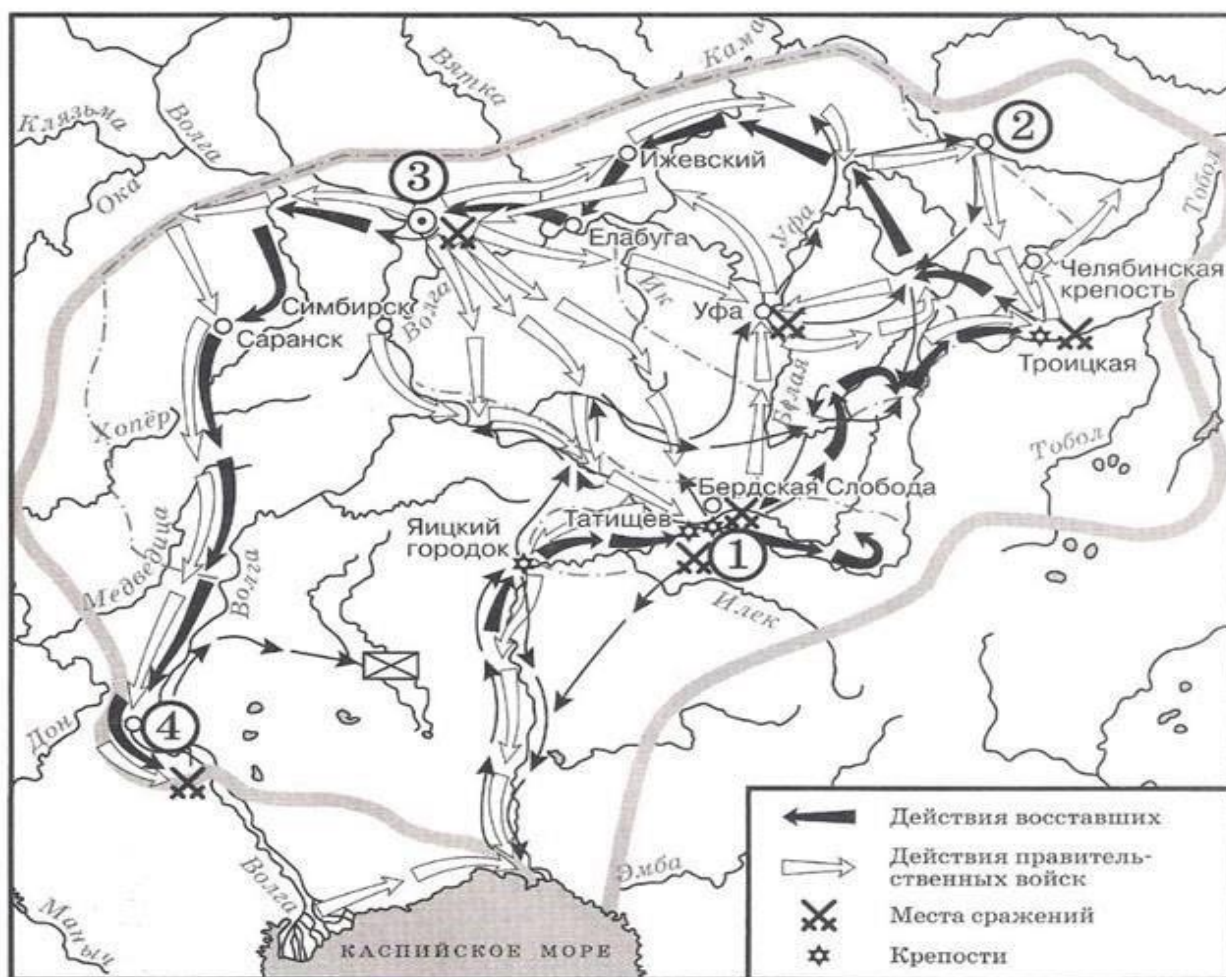 Кама
Вятка
Клязьма
Волга
2
Тобол
Ижевский
3
Ока
Уфа
Елабуга
Челябинская
крепость
Ик
Симбирск
Волга
Уфа
Саранск
Троицкая
Белая
Хопёр
Тобол
Бердская Слобода
Яицкий
городок
Татищев
1
Медведица
Волга
Илек
Дон
4
Действия восставших
Действия правитель-
ственных войск
Эмба
Волга
Места сражений
Маныч
КАСПИЙСКОЕ МОРЕ
Крепости